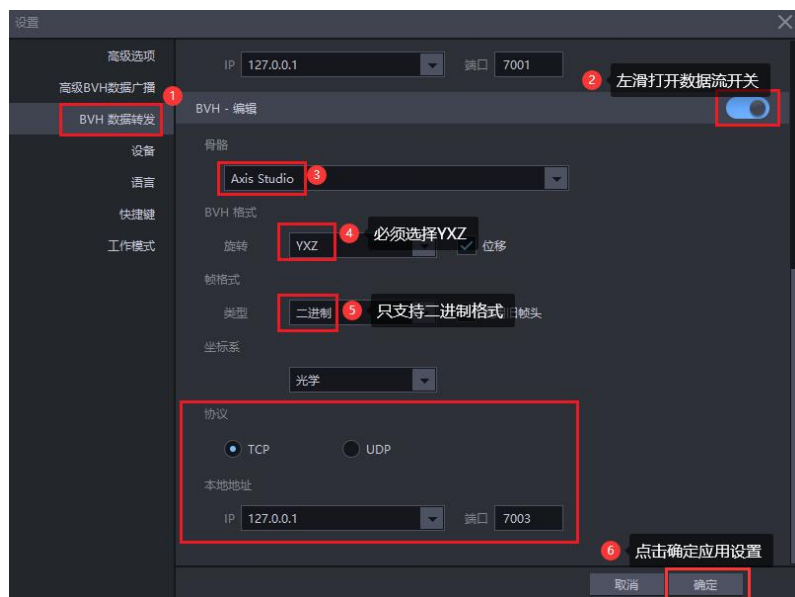 设置
高级选项
IP 127.0.0.1 端口 7001
高级BVH数据广播
2 左滑打开数据流开关
1
BVH 数据转发
BVH - 编辑
设备
骨骼
语言
Axis Studio 3
快捷键
BVH 格式
工作模式
旋转 YXZ 4 必须选择YXZ 位移
帧格式
类型 二进制 5 只支持二进制格式 旧帧头
坐标系
光学
协议
TCP UDP
本地地址
IP 127.0.0.1 端口 7003
6 点击确定应用设置
取消 确定